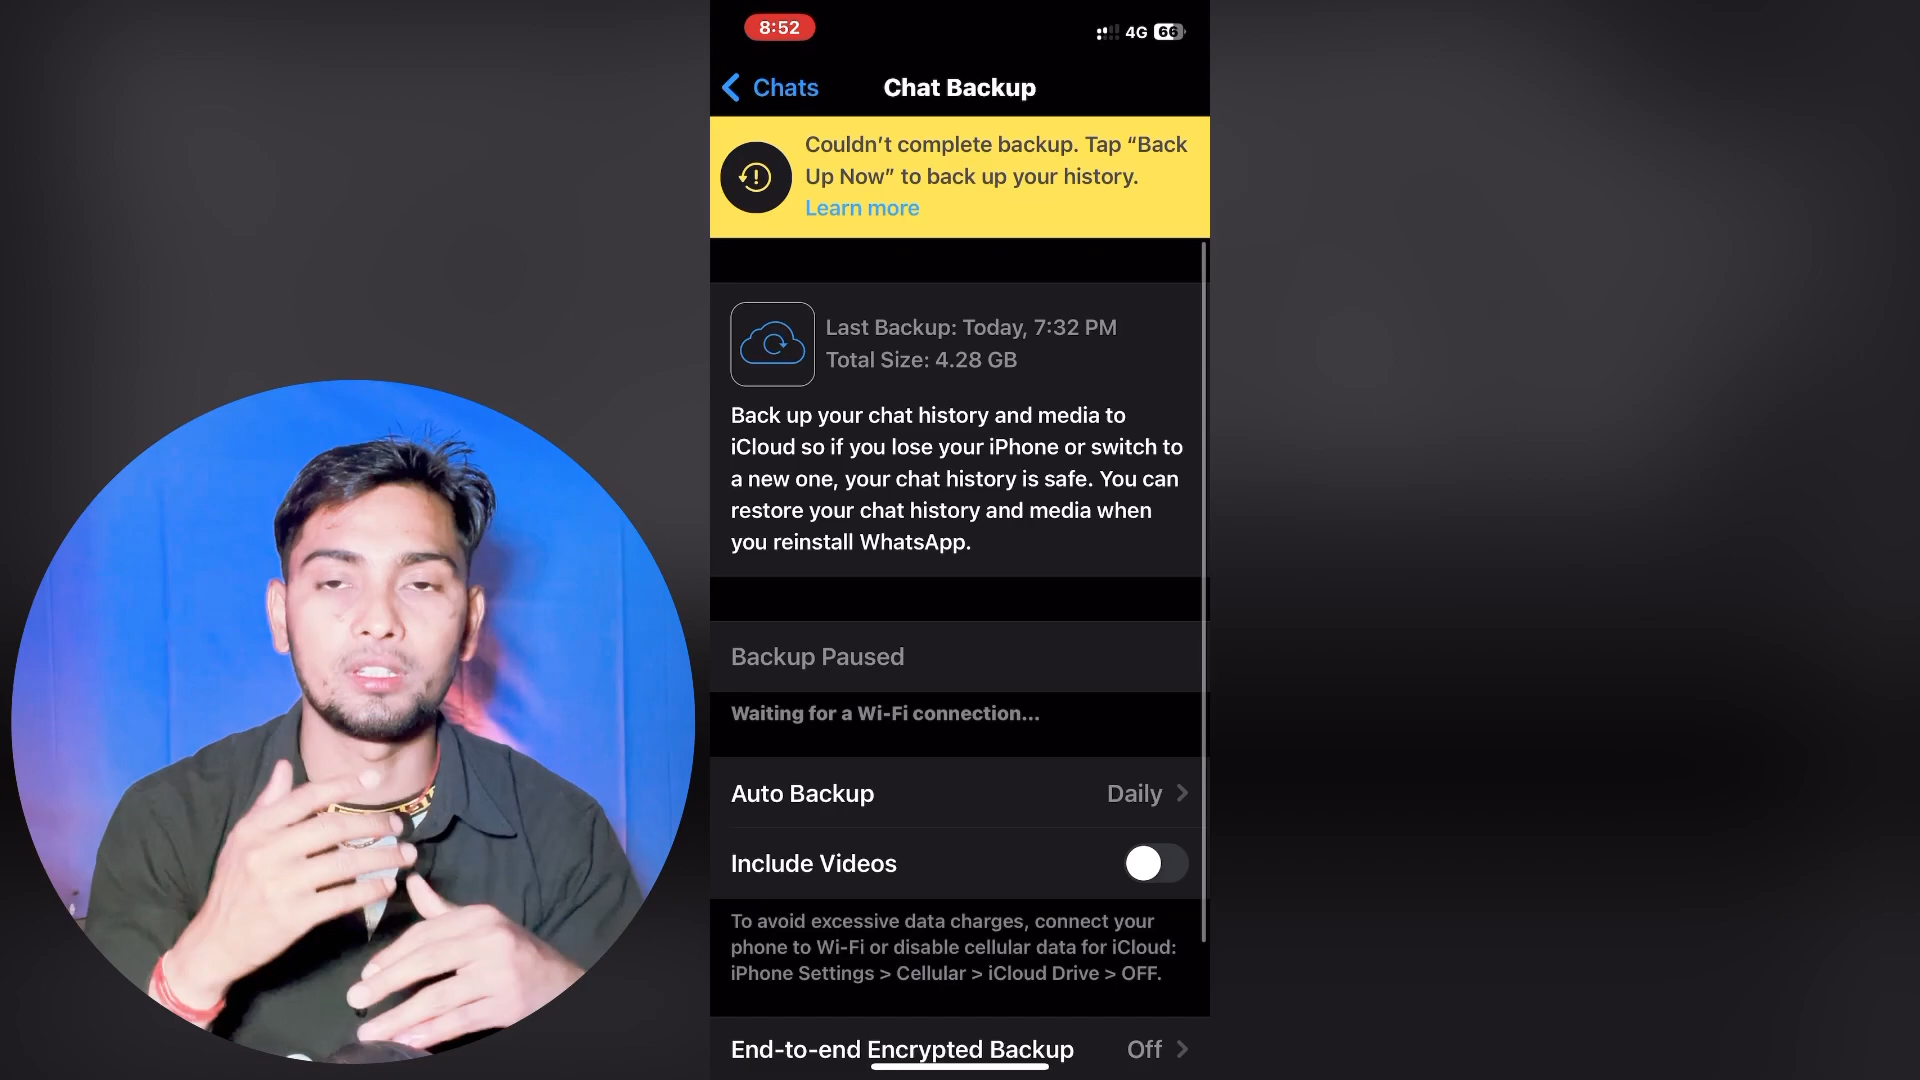 8:52
4G 66
Chats
Chat Backup
Couldn’t complete backup. Tap “Back
Up Now” to back up your history.
Learn more
Last Backup: Today, 7:32 PM
Total Size: 4.28 GB
Back up your chat history and media to
iCloud so if you lose your iPhone or switch to
a new one, your chat history is safe. You can
restore your chat history and media when
you reinstall WhatsApp.
Backup Paused
Waiting for a Wi-Fi connection...
Auto Backup Daily
Include Videos
To avoid excessive data charges, connect your
phone to Wi-Fi or disable cellular data for iCloud:
iPhone Settings > Cellular > iCloud Drive > OFF.
End-to-end Encrypted Backup Off